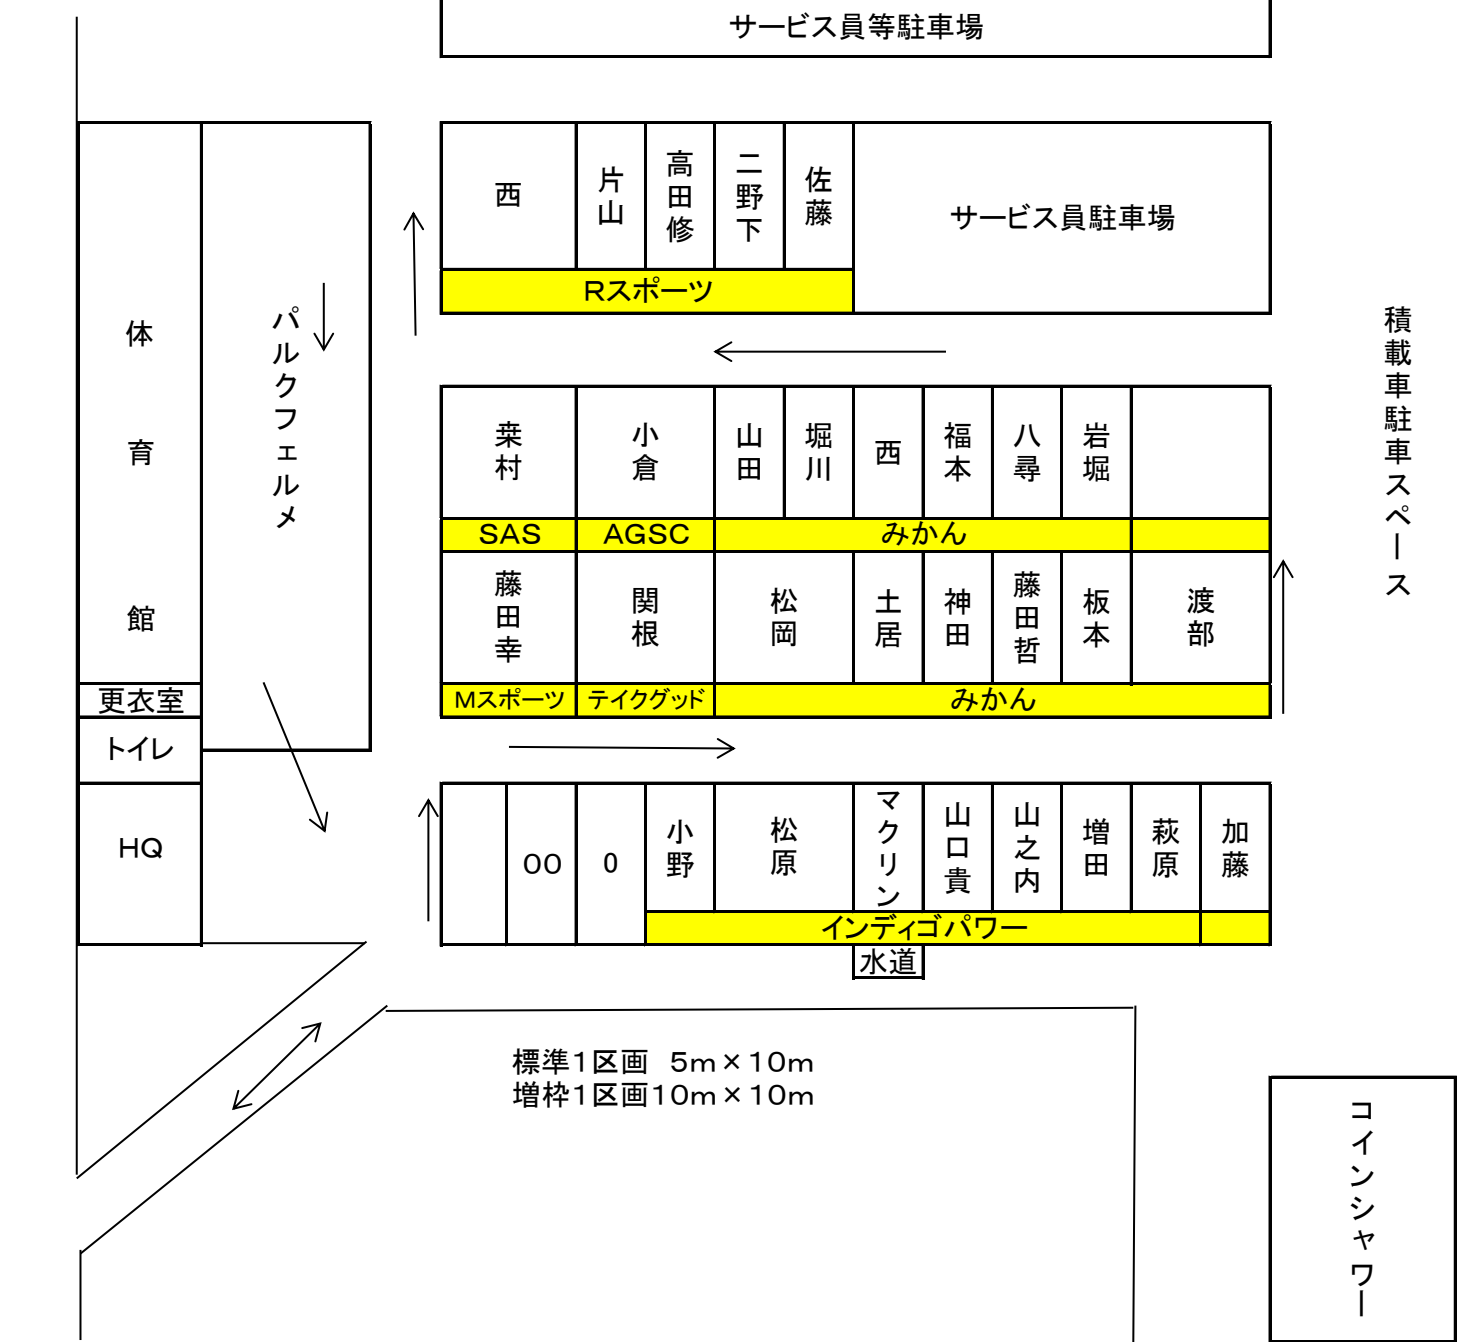 サービス員等駐車場
西
片山
高田修
二野下
佐藤
サービス員駐車場
Rスポーツ
体育館
パルクフェルメ
積載車駐車スペース
桒村
小倉
山田
堀川
西
福本
八尋
岩堀
SAS
AGSC
みかん
藤田幸
関根
松岡
土居
神田
藤田哲
板本
渡部
更衣室
Mスポーツ
テイクグッド
みかん
トイレ
HQ
00
0
小野
松原
マクリン
山口貴
山之内
増田
萩原
加藤
インディゴパワー
水道
標準1区画　5m×10m
増枠1区画10m×10m
コインシャワー